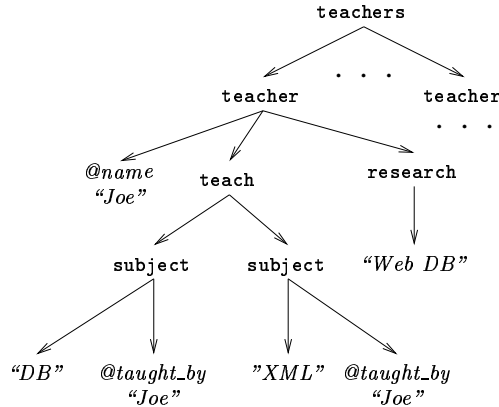 teachers
. . .
teacher teacher
. . .
@name teach research
“Joe”
subject subject “Web DB”
“DB” @taught_by ”XML” @taught_by
“Joe” “Joe”